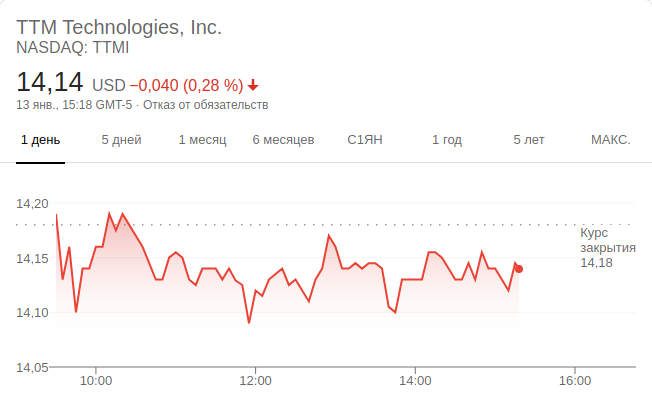 TTM Technologies, Inc.
NASDAQ: TTMI
14,14 USD −0,040 (0,28 %)
13 янв., 15:18 GMT-5 · Отказ от обязательств
1 день 5 дней 1 месяц 6 месяцев С1ЯН 1 год 5 лет МАКС.
14,20
Курс
закрытия
14,18
14,15
14,10
14,05
10:00 12:00 14:00 16:00